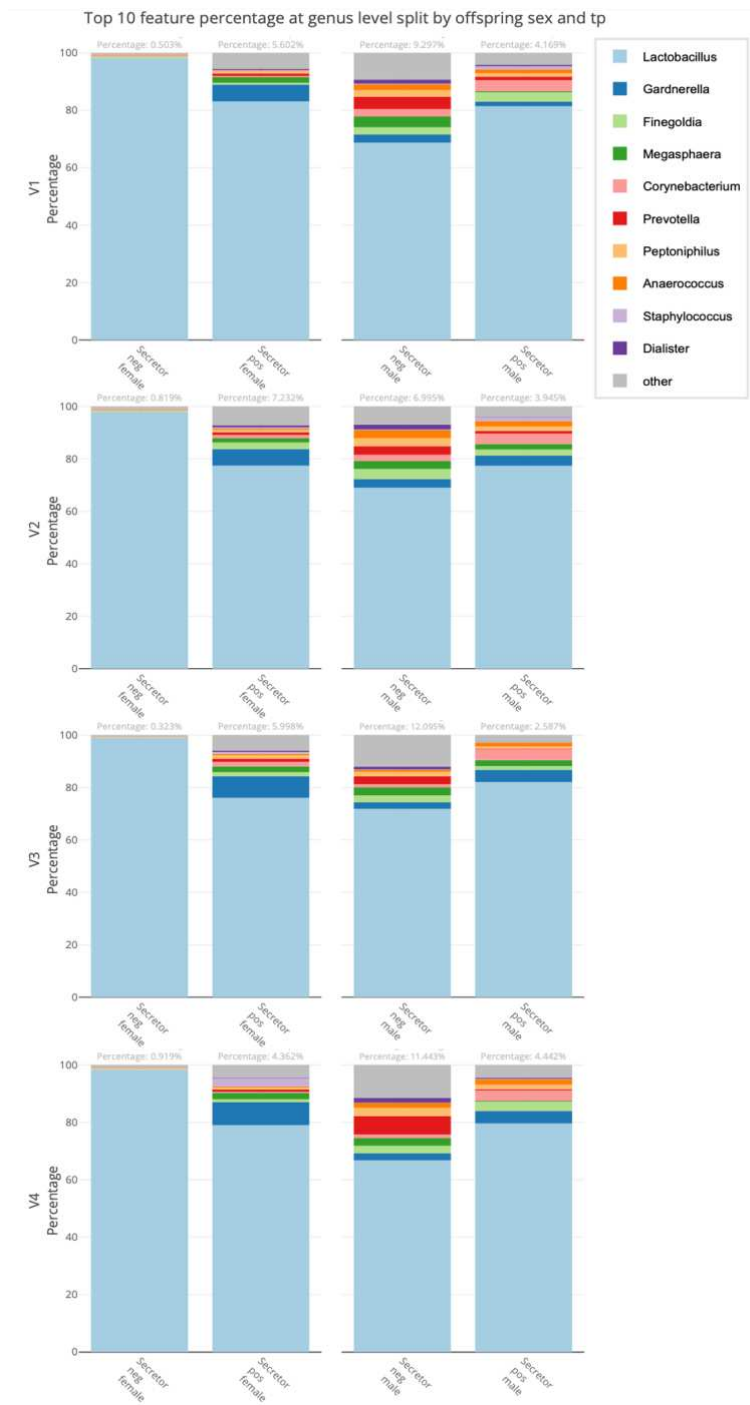 Top 10 feature percentage at genus level split by offspring sex and tp
Percentage: 0.503%
Percentage: 5.602%
Percentage: 9.297%
Percentage: 4.169%
V1
Percentage
100
80
60
40
20
0
Secretor
neg
female
Secretor
pos
female
Secretor
neg
male
Secretor
pos
male
Lactobacillus
Gardnerella
Finegoldia
Megasphaera
Corynebacterium
Prevotella
Peptoniphilus
Anaerococcus
Staphylococcus
Dialister
other
Percentage: 0.819%
Percentage: 7.232%
Percentage: 6.995%
Percentage: 3.945%
V2
Percentage
100
80
60
40
20
0
Secretor
neg
female
Secretor
pos
female
Secretor
neg
male
Secretor
pos
male
Percentage: 0.323%
Percentage: 5.998%
Percentage: 12.095%
Percentage: 2.587%
V3
Percentage
100
80
60
40
20
0
Secretor
neg
female
Secretor
pos
female
Secretor
neg
male
Secretor
pos
male
Percentage: 0.919%
Percentage: 4.362%
Percentage: 11.443%
Percentage: 4.442%
V4
Percentage
100
80
60
40
20
0
Secretor
neg
female
Secretor
pos
female
Secretor
neg
male
Secretor
pos
male